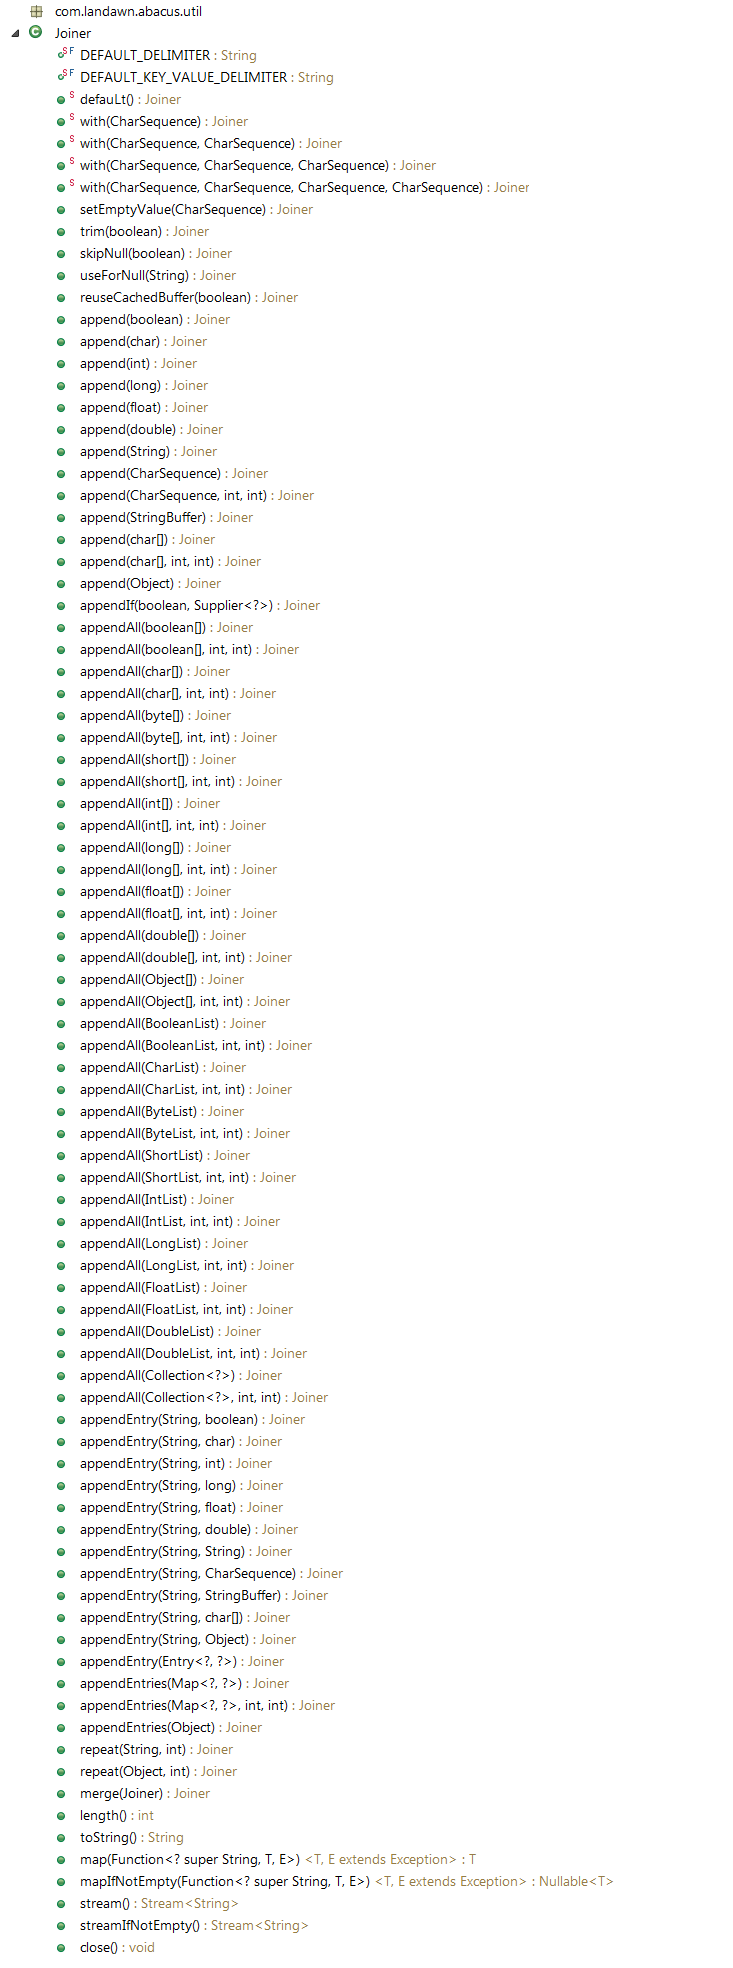 com.landawn.abacus.util
C Joiner
S F DEFAULT_DELIMITER : String
S F DEFAULT_KEY_VALUE_DELIMITER : String
S defauLt() : Joiner
S with(CharSequence) : Joiner
S with(CharSequence, CharSequence) : Joiner
S with(CharSequence, CharSequence, CharSequence) : Joiner
S with(CharSequence, CharSequence, CharSequence, CharSequence) : Joiner
setEmptyValue(CharSequence) : Joiner
trim(boolean) : Joiner
skipNull(boolean) : Joiner
useForNull(String) : Joiner
reuseCachedBuffer(boolean) : Joiner
append(boolean) : Joiner
append(char) : Joiner
append(int) : Joiner
append(long) : Joiner
append(float) : Joiner
append(double) : Joiner
append(String) : Joiner
append(CharSequence) : Joiner
append(CharSequence, int, int) : Joiner
append(StringBuffer) : Joiner
append(char[]) : Joiner
append(char[], int, int) : Joiner
append(Object) : Joiner
appendIf(boolean, Supplier<?>) : Joiner
appendAll(boolean[]) : Joiner
appendAll(boolean[], int, int) : Joiner
appendAll(char[]) : Joiner
appendAll(char[], int, int) : Joiner
appendAll(byte[]) : Joiner
appendAll(byte[], int, int) : Joiner
appendAll(short[]) : Joiner
appendAll(short[], int, int) : Joiner
appendAll(int[]) : Joiner
appendAll(int[], int, int) : Joiner
appendAll(long[]) : Joiner
appendAll(long[], int, int) : Joiner
appendAll(float[]) : Joiner
appendAll(float[], int, int) : Joiner
appendAll(double[]) : Joiner
appendAll(double[], int, int) : Joiner
appendAll(Object[]) : Joiner
appendAll(Object[], int, int) : Joiner
appendAll(BooleanList) : Joiner
appendAll(BooleanList, int, int) : Joiner
appendAll(CharList) : Joiner
appendAll(CharList, int, int) : Joiner
appendAll(ByteList) : Joiner
appendAll(ByteList, int, int) : Joiner
appendAll(ShortList) : Joiner
appendAll(ShortList, int, int) : Joiner
appendAll(IntList) : Joiner
appendAll(IntList, int, int) : Joiner
appendAll(LongList) : Joiner
appendAll(LongList, int, int) : Joiner
appendAll(FloatList) : Joiner
appendAll(FloatList, int, int) : Joiner
appendAll(DoubleList) : Joiner
appendAll(DoubleList, int, int) : Joiner
appendAll(Collection<?>) : Joiner
appendAll(Collection<?>, int, int) : Joiner
appendEntry(String, boolean) : Joiner
appendEntry(String, char) : Joiner
appendEntry(String, int) : Joiner
appendEntry(String, long) : Joiner
appendEntry(String, float) : Joiner
appendEntry(String, double) : Joiner
appendEntry(String, String) : Joiner
appendEntry(String, CharSequence) : Joiner
appendEntry(String, StringBuffer) : Joiner
appendEntry(String, char[]) : Joiner
appendEntry(String, Object) : Joiner
appendEntry(Entry<?, ?>) : Joiner
appendEntries(Map<?, ?>) : Joiner
appendEntries(Map<?, ?>, int, int) : Joiner
appendEntries(Object) : Joiner
repeat(String, int) : Joiner
repeat(Object, int) : Joiner
merge(Joiner) : Joiner
length() : int
toString() : String
map(Function<? super String, T, E>) <T, E extends Exception> : T
mapIfNotEmpty(Function<? super String, T, E>) <T, E extends Exception> : Nullable<T>
stream() : Stream<String>
streamIfNotEmpty() : Stream<String>
close() : void